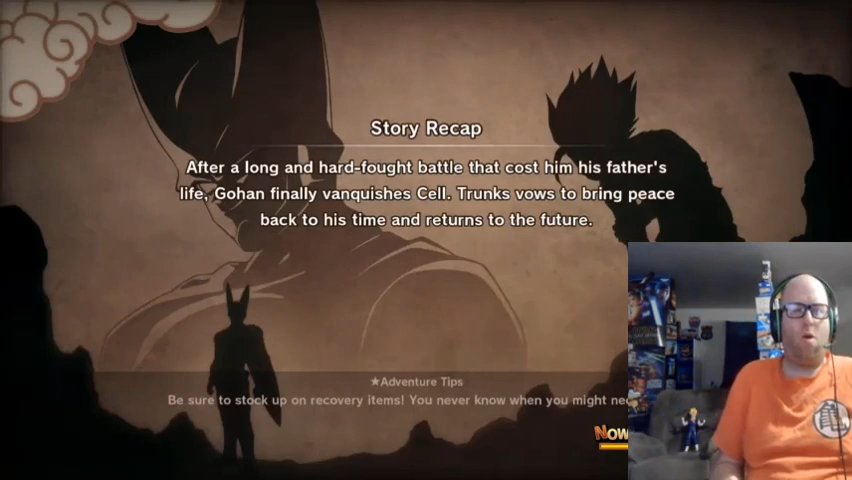 Story Recap
After a long and hard-fought battle that cost him his father's
life, Gohan finally vanquishes Cell. Trunks vows to bring peace
back to his time and returns to the future.
★Adventure Tips
Be sure to stock up on recovery items! You never know when you might
Now